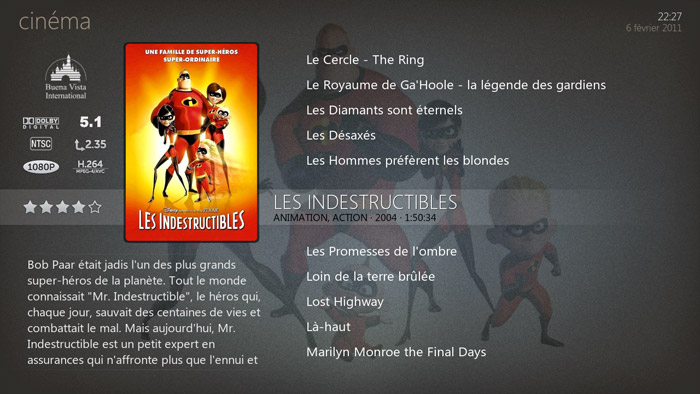 cinéma
22:27
6 février 2011
Buena Vista
International
DOLBY
DIGITAL
5.1
NTSC
2.35
1080P
H.264
MPEG-4/AVC
UNE FAMILLE DE SUPER-HÉROS
SUPER-ORDINAIRE
LES INDESTRUCTIBLES
Le Cercle - The Ring
Le Royaume de Ga'Hoole - la légende des gardiens
Les Diamants sont éternels
Les Désaxés
Les Hommes préfèrent les blondes
LES INDESTRUCTIBLES
ANIMATION, ACTION · 2004 · 1:50:34
Les Promesses de l'ombre
Loin de la terre brûlée
Lost Highway
Là-haut
Marilyn Monroe the Final Days
Bob Paar était jadis l'un des plus grands
super-héros de la planète. Tout le monde
connaissait "Mr. Indestructible", le héros qui,
chaque jour, sauvait des centaines de vies et
combattait le mal. Mais aujourd'hui, Mr.
Indestructible est un petit expert en
assurances qui n'affronte plus que l'ennui et